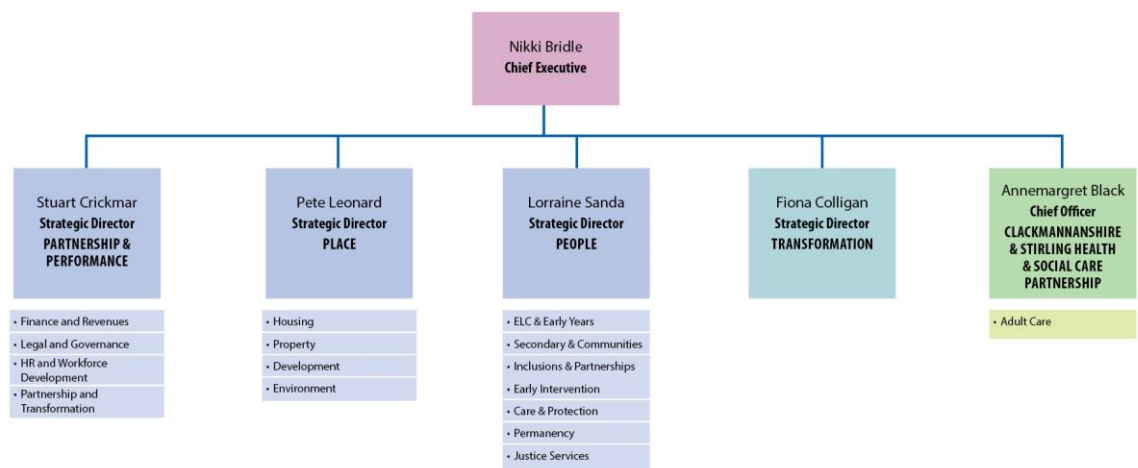 Nikki Bridle
Chief Executive
Stuart Crickmar
Strategic Director
PARTNERSHIP &
PERFORMANCE
• Finance and Revenues
• Legal and Governance
• HR and Workforce
Development
• Partnership and
Transformation
Pete Leonard
Strategic Director
PLACE
• Housing
• Property
• Development
• Environment
Lorraine Sanda
Strategic Director
PEOPLE
• ELC & Early Years
• Secondary & Communities
• Inclusions & Partnerships
• Early Intervention
• Care & Protection
• Permanency
• Justice Services
Fiona Colligan
Strategic Director
TRANSFORMATION
Annemargret Black
Chief Officer
CLACKMANNANSHIRE
& STIRLING HEALTH
& SOCIAL CARE
PARTNERSHIP
• Adult Care